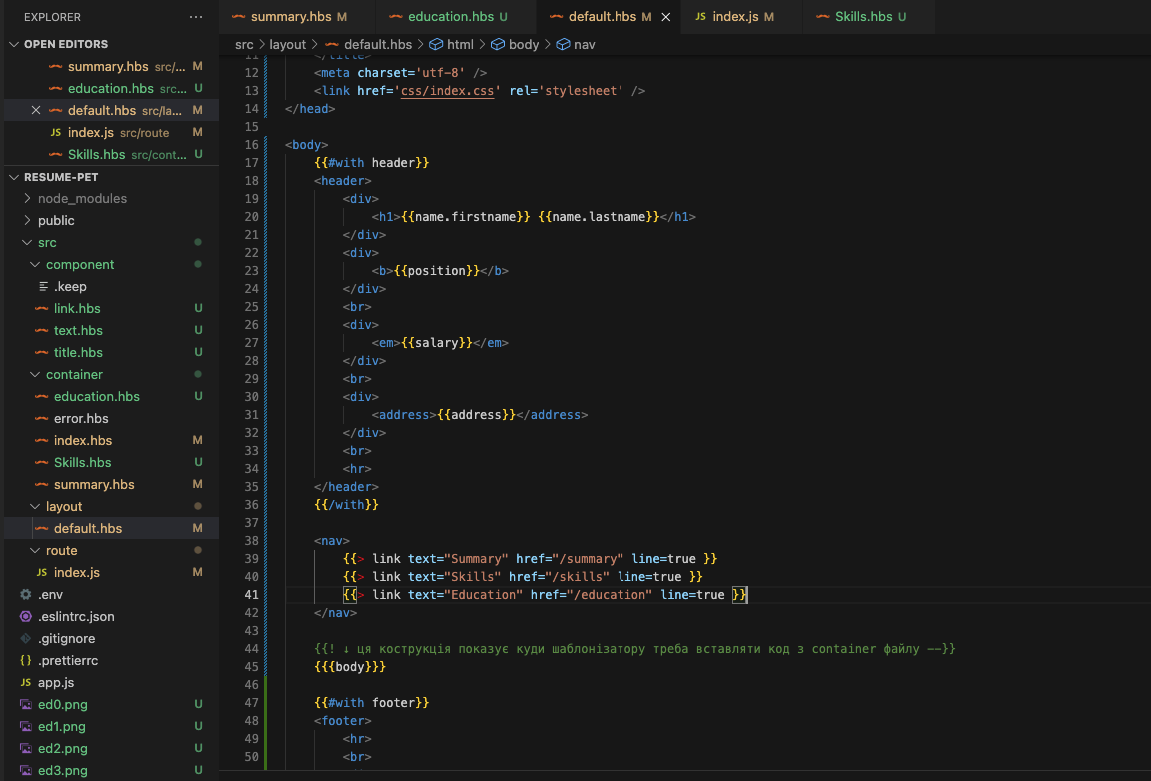 EXPLORER ···
OPEN EDITORS
summary.hbs src/... M
education.hbs src... U
default.hbs src/la... M
JS index.js src/route M
Skills.hbs src/cont... U
RESUME-PET
node_modules
public
src
component
.keep
link.hbs U
text.hbs U
title.hbs U
container
education.hbs U
error.hbs
index.hbs M
Skills.hbs U
summary.hbs M
layout
default.hbs M
route
JS index.js M
.env
.eslintrc.json
.gitignore
{} .prettierrc
JS app.js
ed0.png U
ed1.png U
ed2.png U
ed3.png U
summary.hbs M education.hbs U default.hbs M JS index.js M Skills.hbs U
src > layout > default.hbs > html > body > nav
11 </title>
12 <meta charset='utf-8' />
13 <link href='css/index.css' rel='stylesheet' />
14 </head>
15
16 <body>
17 {{#with header}}
18 <header>
19 <div>
20 <h1>{{name.firstname}} {{name.lastname}}</h1>
21 </div>
22 <div>
23 <b>{{position}}</b>
24 </div>
25 <br>
26 <div>
27 <em>{{salary}}</em>
28 </div>
29 <br>
30 <div>
31 <address>{{address}}</address>
32 </div>
33 <br>
34 <hr>
35 </header>
36 {{/with}}
37
38 <nav>
39 {{> link text="Summary" href="/summary" line=true }}
40 {{> link text="Skills" href="/skills" line=true }}
41 {{> link text="Education" href="/education" line=true }}
42 </nav>
43
44 {{! ↓ ця кострукція показує куди шаблонізатору треба вставляти код з container файлу --}}
45 {{{body}}}
46
47 {{#with footer}}
48 <footer>
49 <hr>
50 <br>